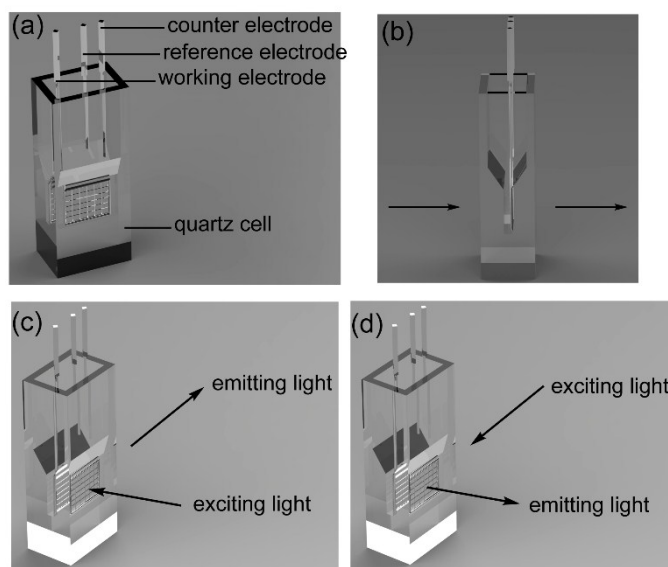 (a)
counter electrode
reference electrode
working electrode
quartz cell
(b)
(c)
emitting light
exciting light
(d)
exciting light
emitting light